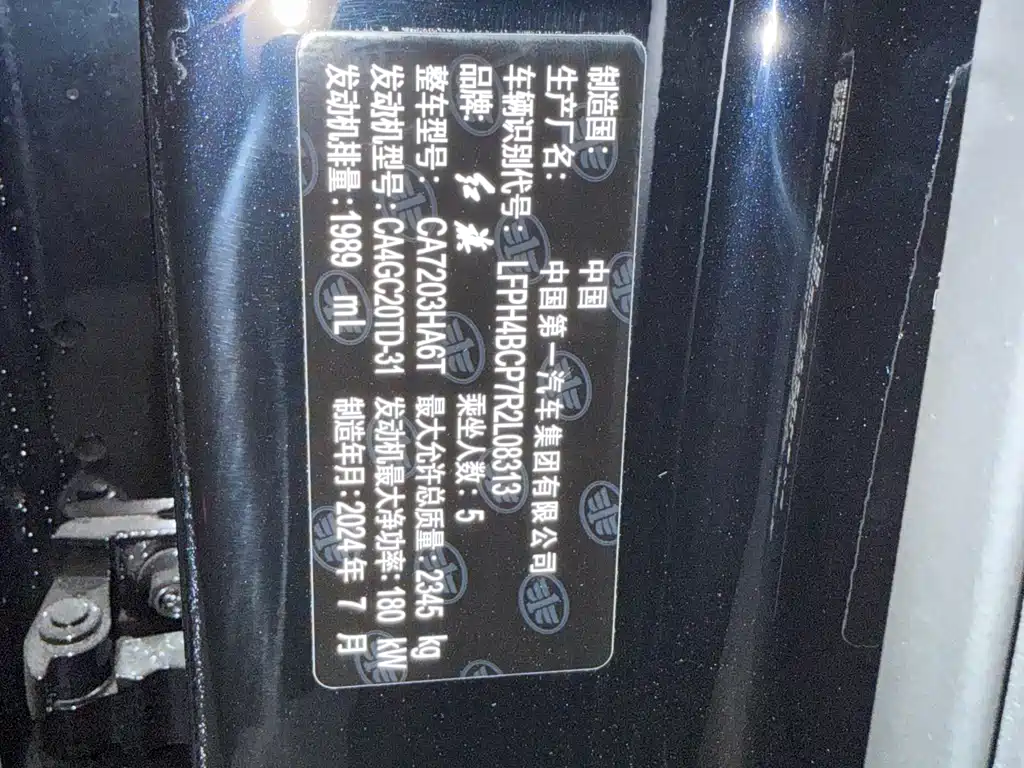 制造国: 中国
生产厂名: 中国第一汽车集团有限公司
车辆识别代号: LFPH4BCP7R2L08313
品牌: 红旗 乘坐人数: 5
整车型号: CA7203HA6T 最大允许总质量: 2345 kg
发动机型号: CA4GC20TD-31 发动机最大净功率: 180 kW
发动机排量: 1989 mL 制造年月: 2024 年 7 月